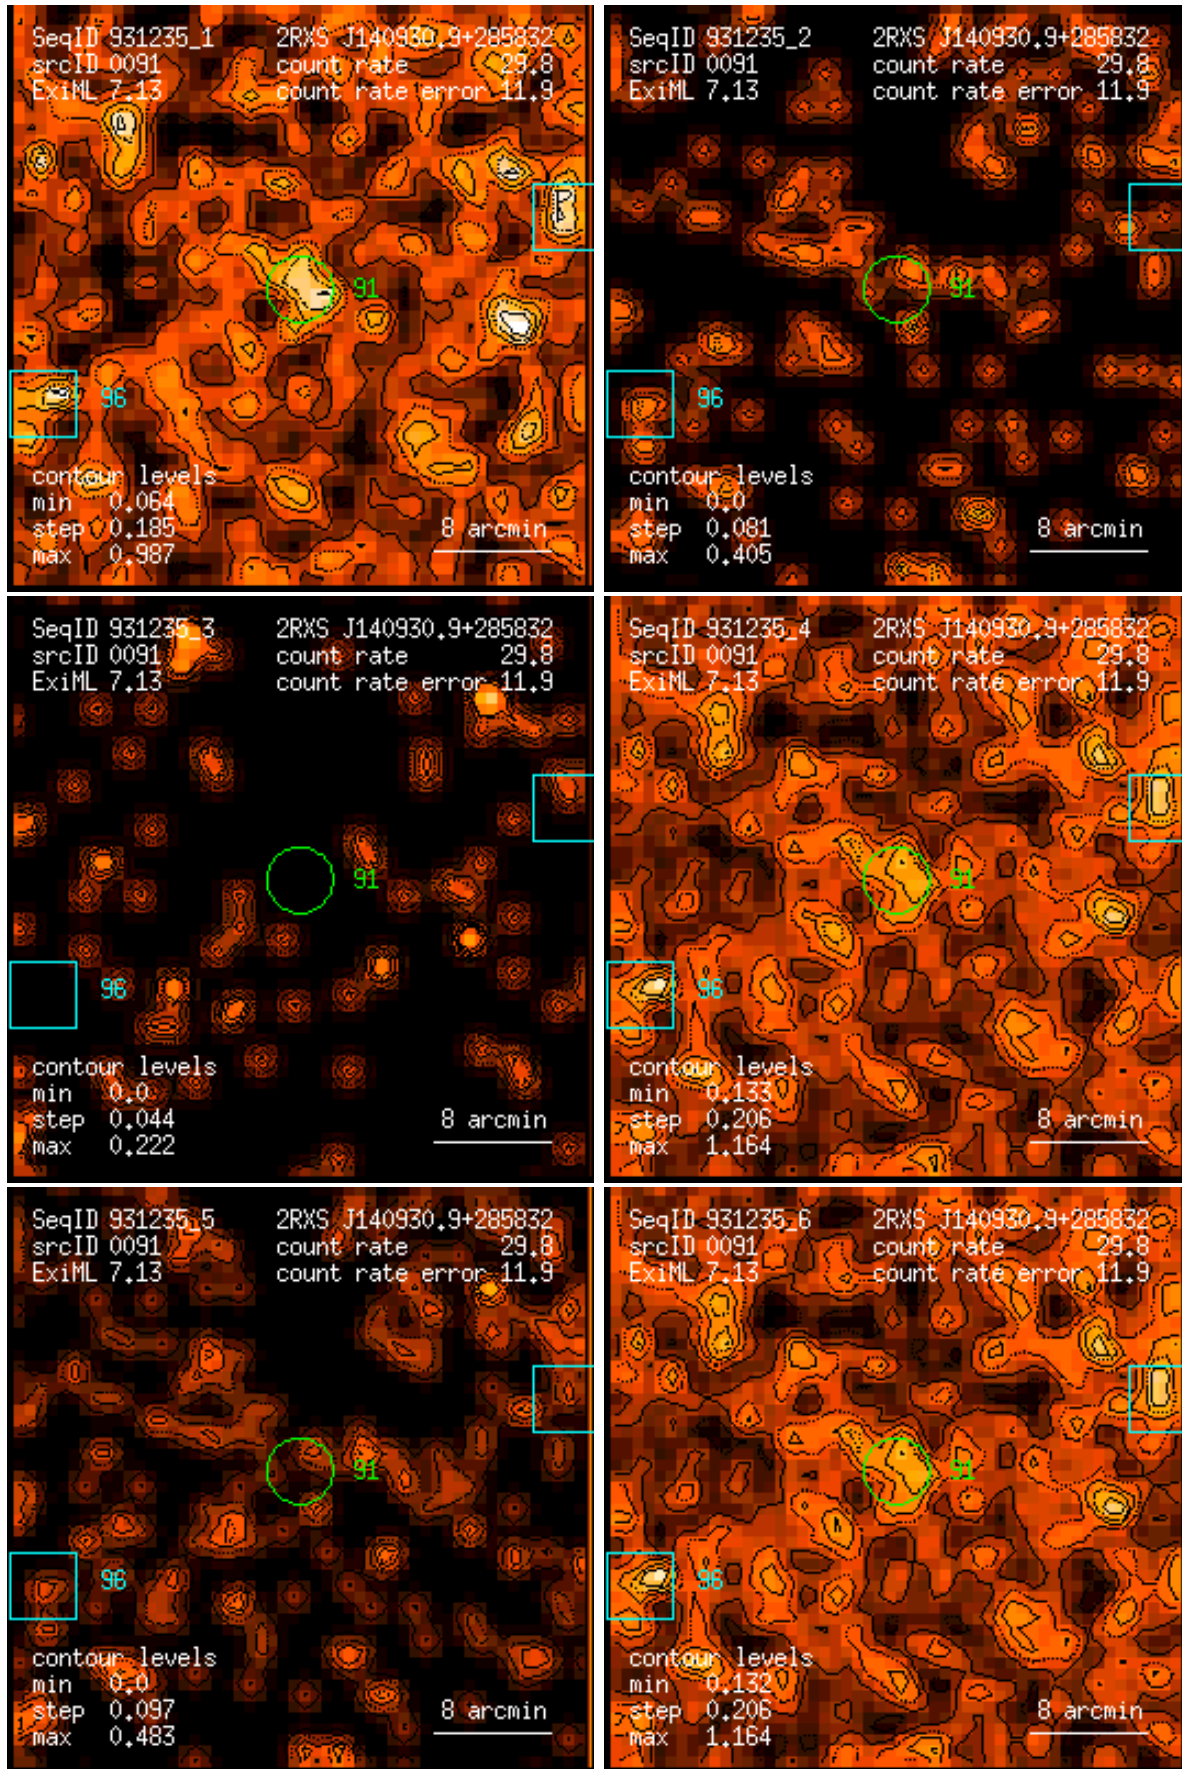 SeqID 931235_1 2RXS J140930.9+285832
srcID 0091 count rate 29.8
ExiML 7.13 count rate error 11.9
91
96
contour levels
min 0.064
step 0.185 8 arcmin
max 0.987
SeqID 931235_2 2RXS J140930.9+285832
srcID 0091 count rate 29.8
ExiML 7.13 count rate error 11.9
91
96
contour levels
min 0.0
step 0.081 8 arcmin
max 0.405
SeqID 931235_3 2RXS J140930.9+285832
srcID 0091 count rate 29.8
ExiML 7.13 count rate error 11.9
91
96
contour levels
min 0.0
step 0.044 8 arcmin
max 0.222
SeqID 931235_4 2RXS J140930.9+285832
srcID 0091 count rate 29.8
ExiML 7.13 count rate error 11.9
91
96
contour levels
min 0.133
step 0.206 8 arcmin
max 1.164
SeqID 931235_5 2RXS J140930.9+285832
srcID 0091 count rate 29.8
ExiML 7.13 count rate error 11.9
91
96
contour levels
min 0.0
step 0.097 8 arcmin
max 0.483
SeqID 931235_6 2RXS J140930.9+285832
srcID 0091 count rate 29.8
ExiML 7.13 count rate error 11.9
91
96
contour levels
min 0.132
step 0.206 8 arcmin
max 1.164